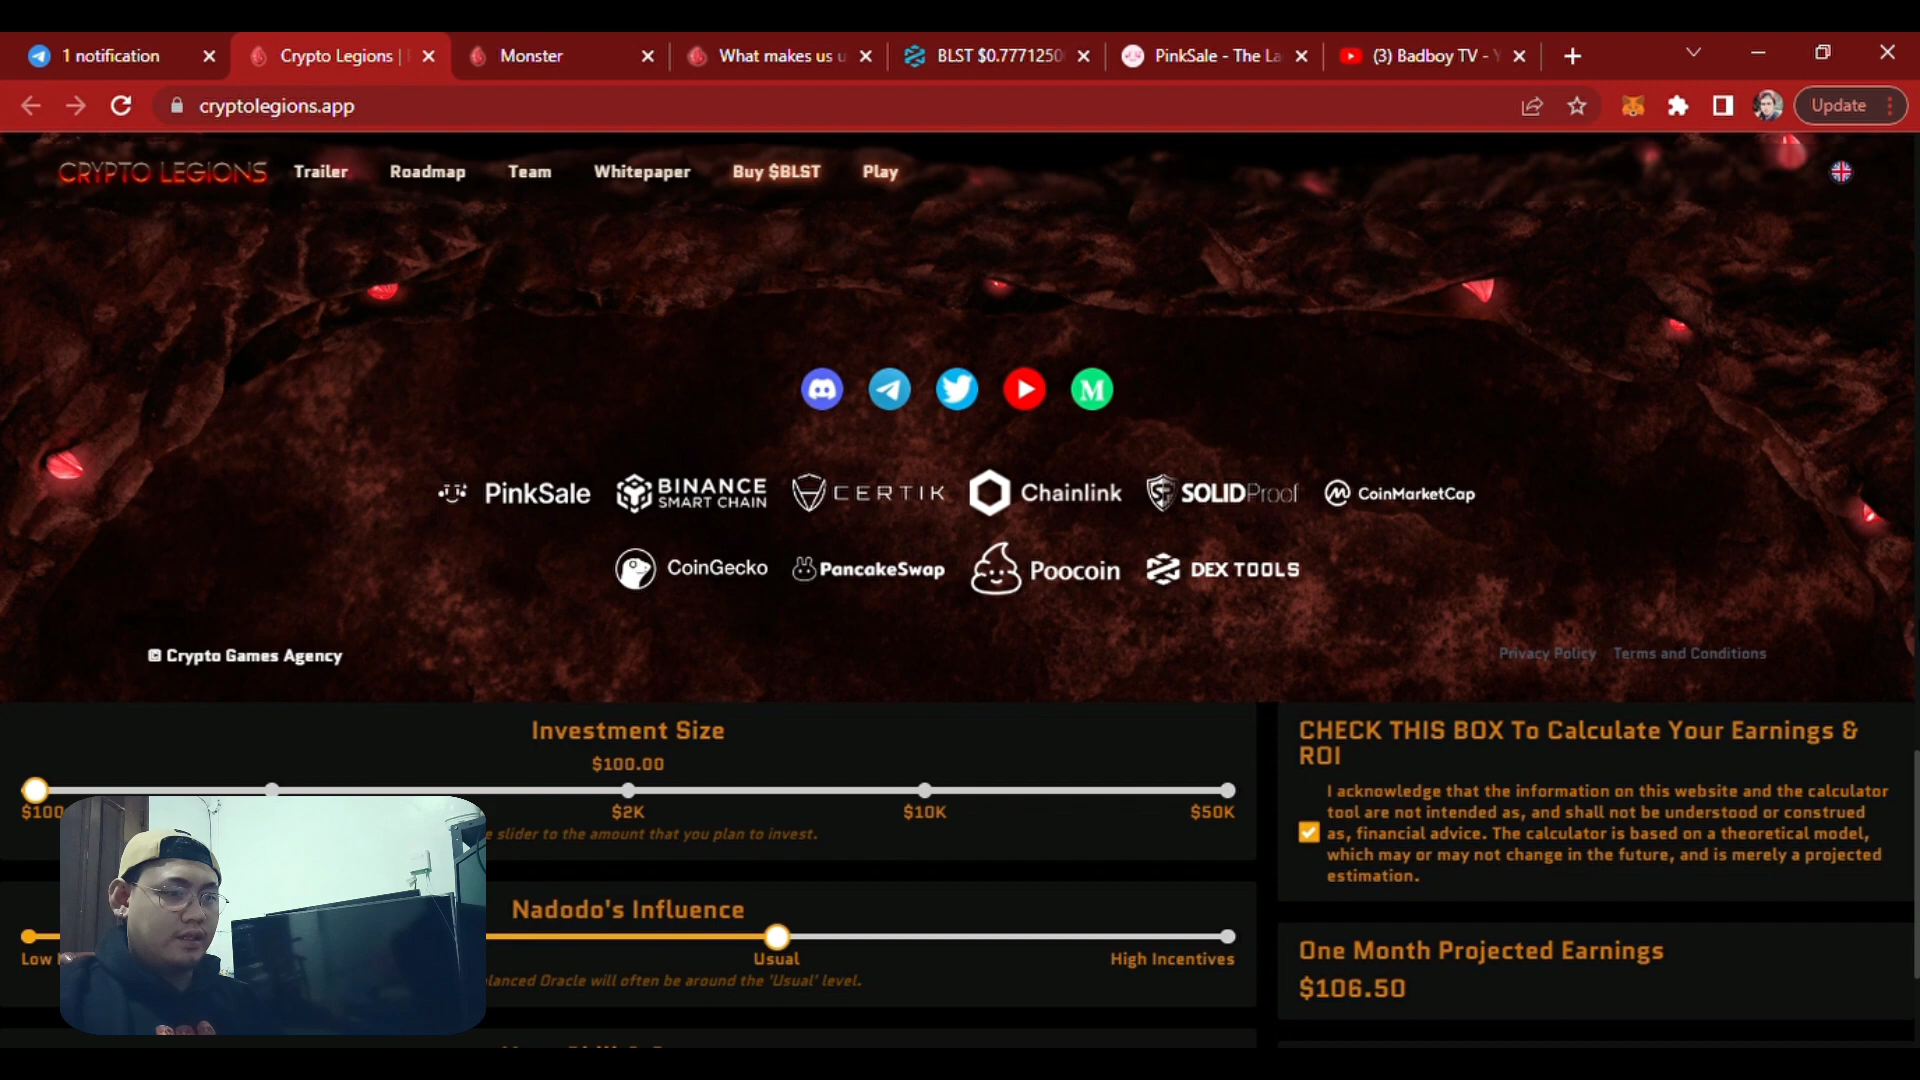 1 notification
Crypto Legions |
Monster
What makes us u
BLST $0.7771250
PinkSale - The La
(3) Badboy TV - Y
cryptolegions.app
Update
CRYPTO LEGIONS
Trailer
Roadmap
Team
Whitepaper
Buy $BLST
Play
M
PinkSale
BINANCE
SMART CHAIN
CERTIK
Chainlink
SOLIDProof
CoinMarketCap
CoinGecko
PancakeSwap
Poocoin
DEXTOOLS
© Crypto Games Agency
Privacy Policy
Terms and Conditions
Investment Size
$100.00
$100
$2K
$10K
$50K
slider to the amount that you plan to invest.
Nadodo's Influence
Low
Usual
High Incentives
Oracle will often be around the 'Usual' level.
CHECK THIS BOX To Calculate Your Earnings &
ROI
I acknowledge that the information on this website and the calculator
tool are not intended as, and shall not be understood or construed
as, financial advice. The calculator is based on a theoretical model,
which may or may not change in the future, and is merely a projected
estimation.
One Month Projected Earnings
$106.50